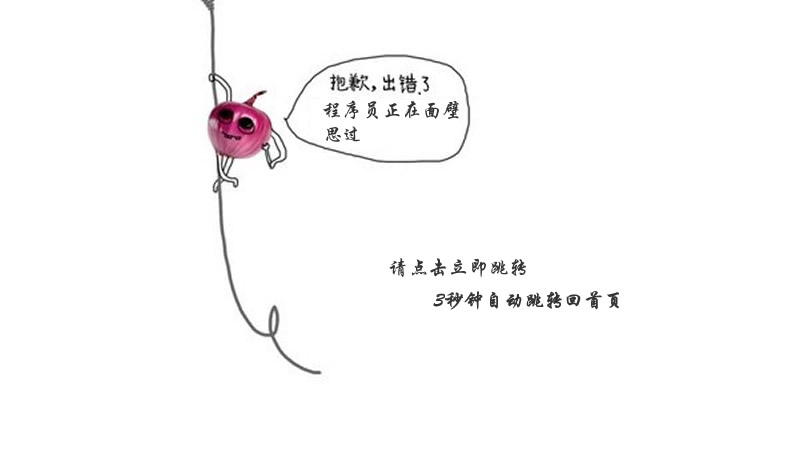 抱歉，出错了
程序员正在面壁
思过
请点击立即跳转
3秒钟自动跳转回首页